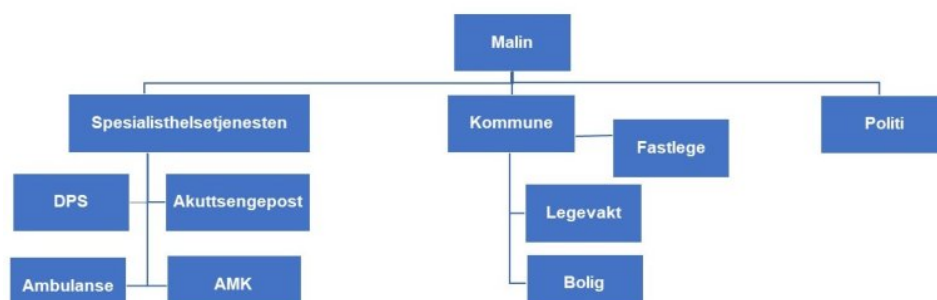 Malin
Spesialisthelsetjenesten
Kommune
Politi
Fastlege
DPS
Akuttsengepost
Legevakt
Ambulanse
AMK
Bolig